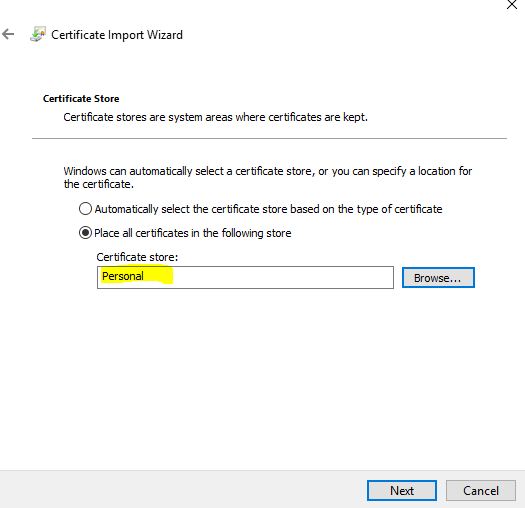 Certificate Import Wizard
Certificate Store
Certificate stores are system areas where certificates are kept.
Windows can automatically select a certificate store, or you can specify a location for
the certificate.
Automatically select the certificate store based on the type of certificate
Place all certificates in the following store
Certificate store:
Personal
Browse...
Next
Cancel